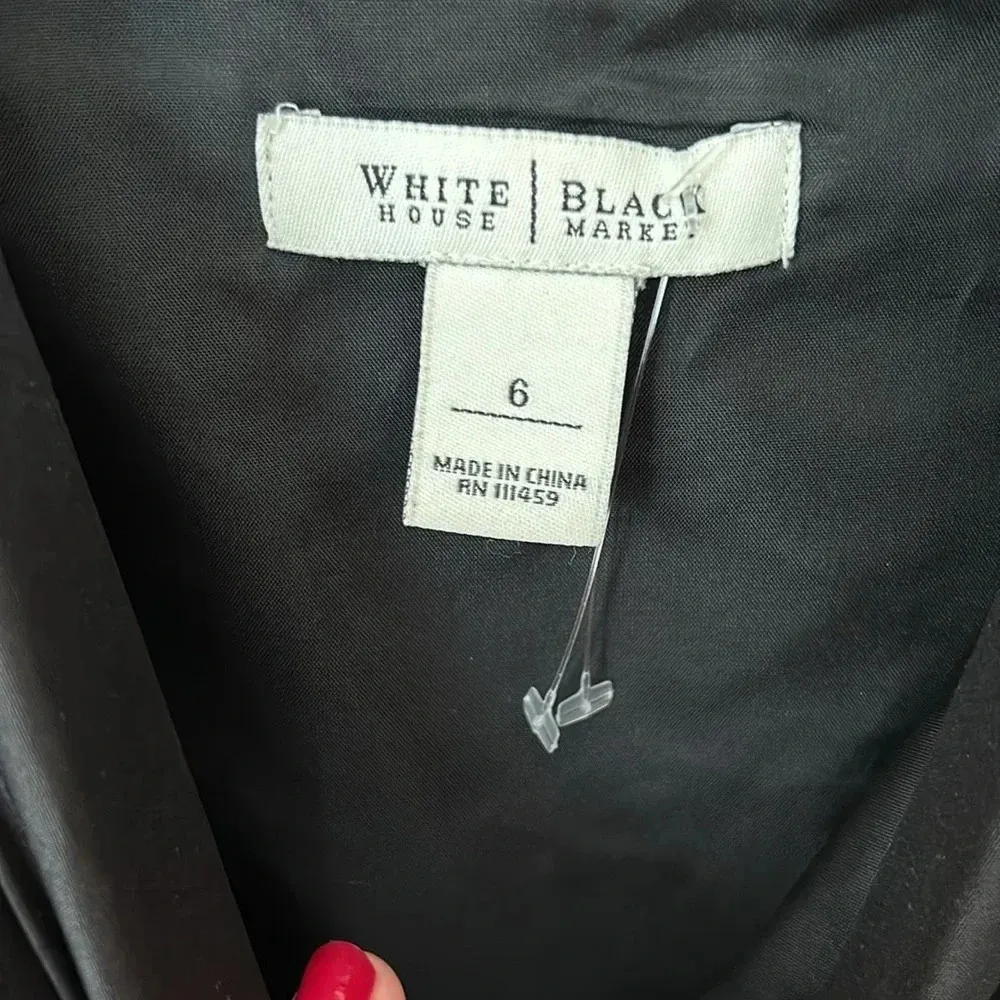 WHITE | BLACK
HOUSE | MARKET
6
MADE IN CHINA
RN 111459